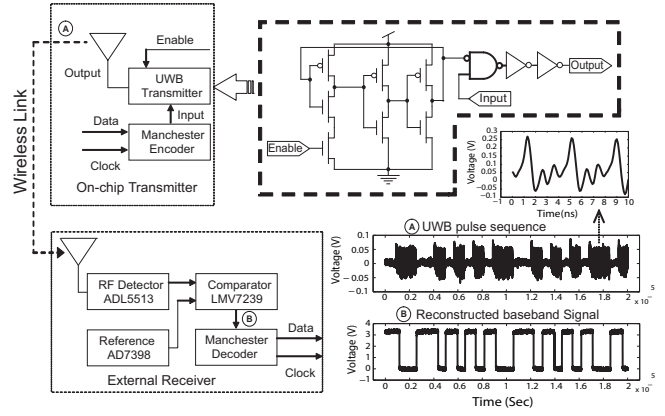 A
Enable
Output
UWB
Transmitter
Input
Data
Manchester
Encoder
Clock
On-chip Transmitter
Wireless Link
Enable
Input
Output
Voltage (V)
0.3
0.25
0.2
0.15
0.1
0.05
0
-0.05
-0.1
-1 0 1 2 3 4 5 6 7 8 9 10
Time(ns)
A UWB pulse sequence
Voltage (V)
0.1
0.05
0
-0.05
-0.1
0 0.2 0.4 0.6 0.8 1 1.2 1.4 1.6 1.8 2
x 10⁻⁵
B Reconstructed baseband Signal
Voltage (V)
4
3
2
1
0
-1
0 0.2 0.4 0.6 0.8 1 1.2 1.4 1.6 1.8 2
x 10⁻⁵
Time (Sec)
RF Detector
ADL5513
Comparator
LMV7239
B
Reference
AD7398
Manchester
Decoder
Data
Clock
External Receiver